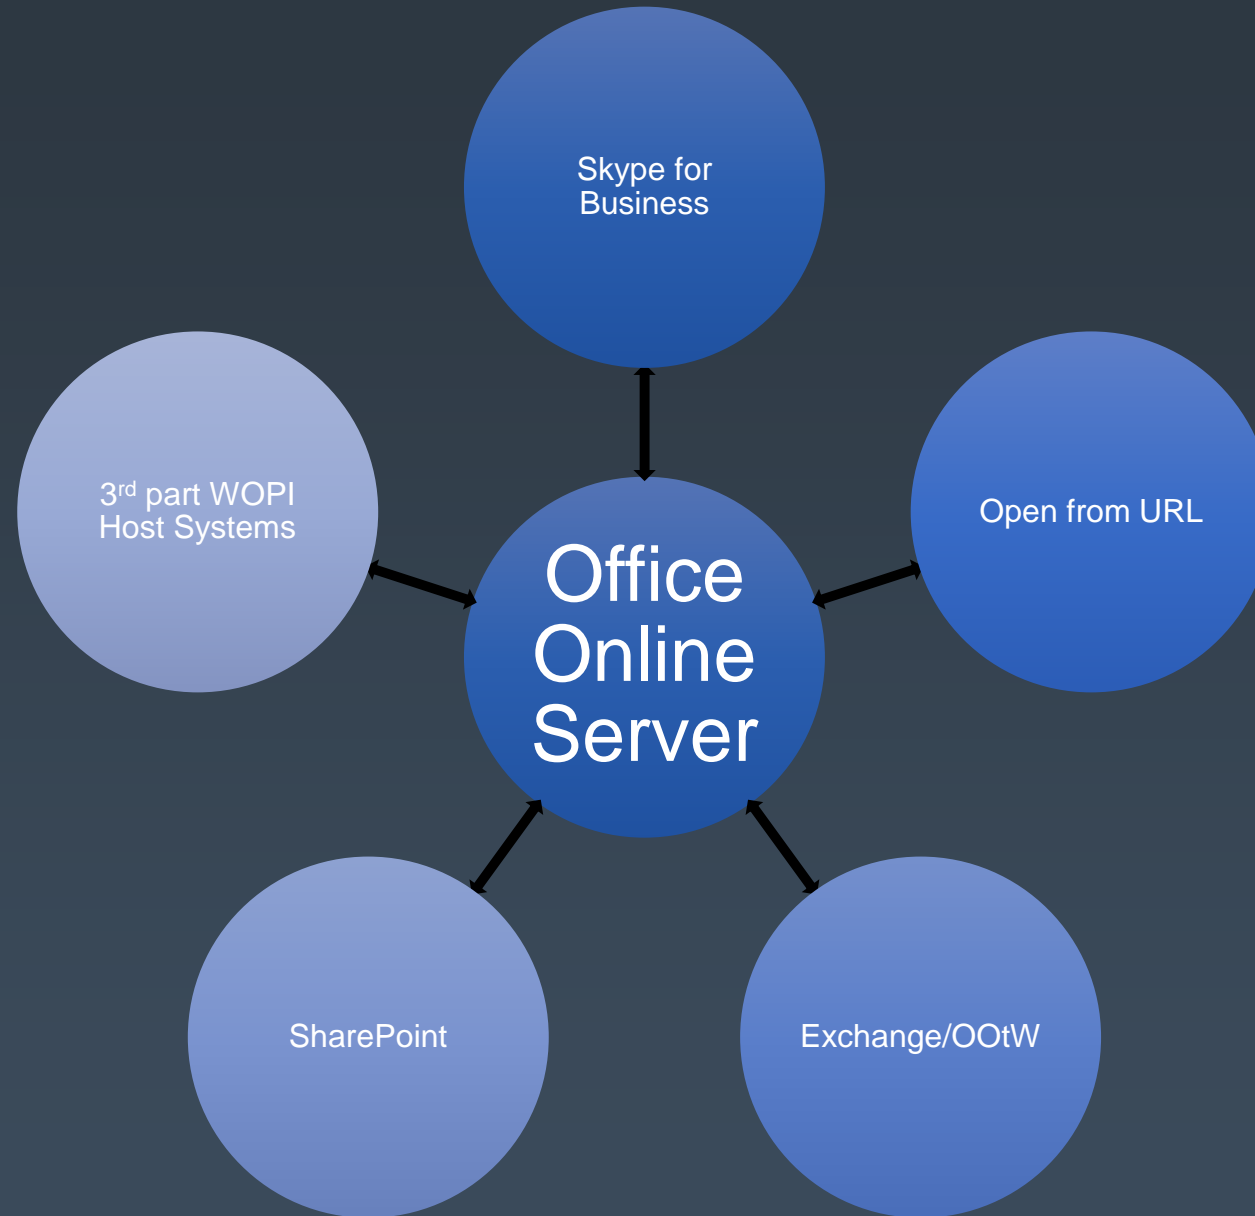 Skype for
Business
3rd part WOPI
Host Systems
Open from URL
Office
Online
Server
SharePoint
Exchange/OOtW